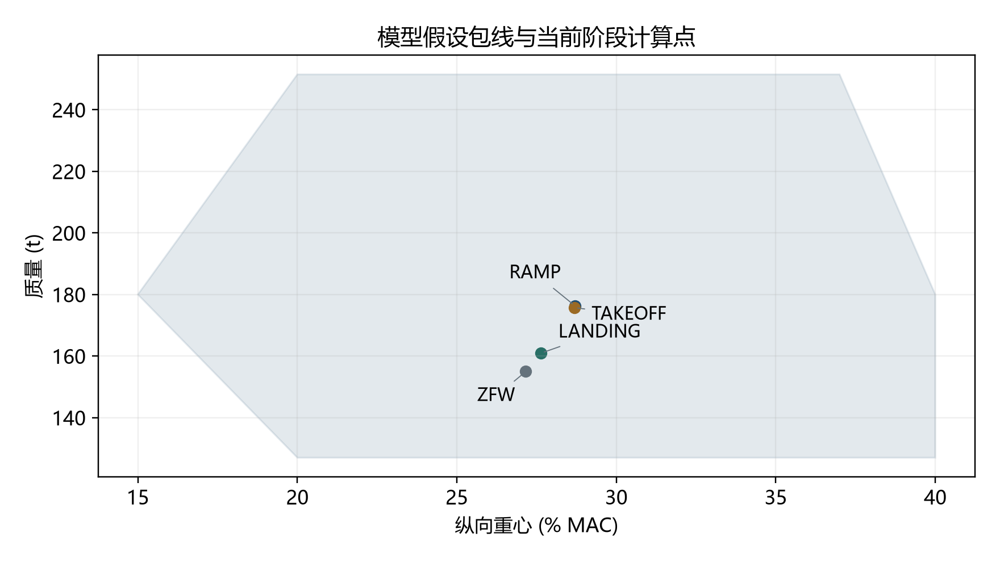 模型假设包线与当前阶段计算点
质量 (t)
240
220
200
180
160
140
RAMP
TAKEOFF
LANDING
ZFW
15 20 25 30 35 40
纵向重心 (% MAC)